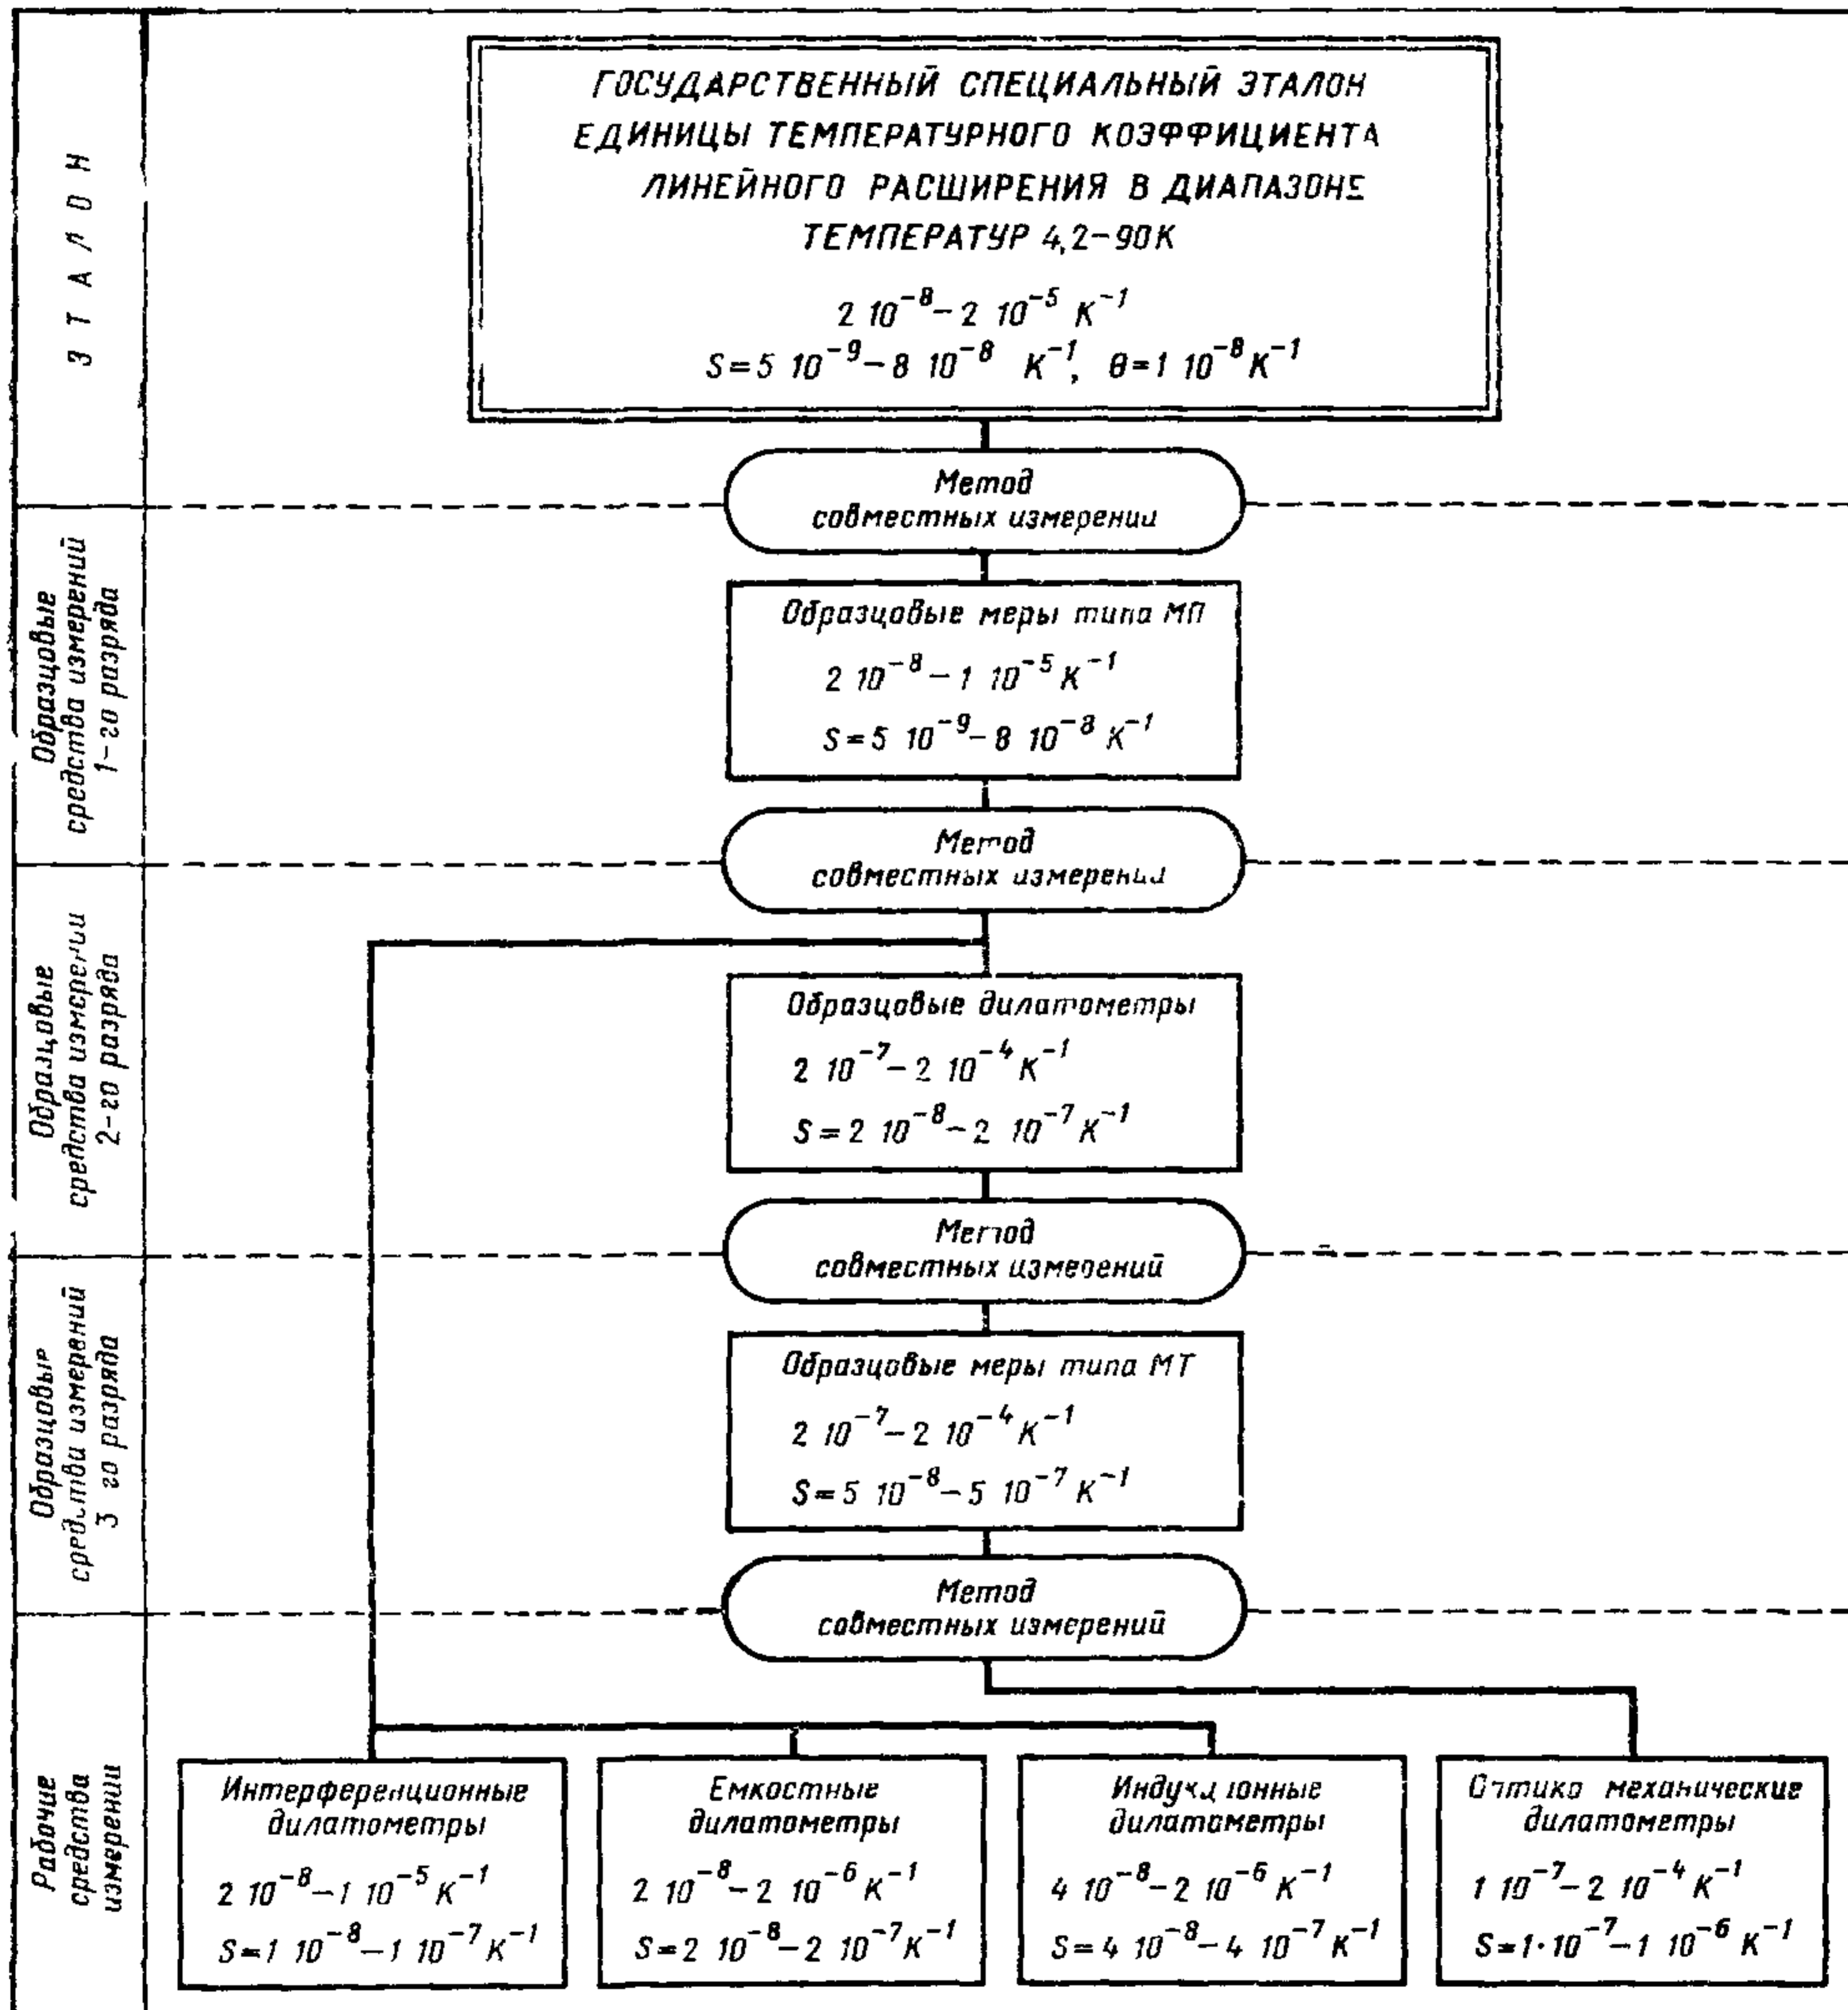 ЭТАЛОН
ГОСУДАРСТВЕННЫЙ СПЕЦИАЛЬНЫЙ ЭТАЛОН
ЕДИНИЦЫ ТЕМПЕРАТУРНОГО КОЭФФИЦИЕНТА
ЛИНЕЙНОГО РАСШИРЕНИЯ В ДИАПАЗОНЕ
ТЕМПЕРАТУР 4,2–90 К
2 10⁻⁸ – 2 10⁻⁵ К⁻¹
S = 5 10⁻⁹ – 8 10⁻⁸ К⁻¹, θ = 1 10⁻⁸ К⁻¹
Метод
совместных измерении
Образцовые
средства измерений
1-го разряда
Образцовые меры типа МП
2 10⁻⁸ – 1 10⁻⁵ К⁻¹
S = 5 10⁻⁹ – 8 10⁻⁸ К⁻¹
Метод
совместных измерений
Образцовые
средства измерении
2-го разряда
Образцовые дилатометры
2 10⁻⁷ – 2 10⁻⁴ К⁻¹
S = 2 10⁻⁸ – 2 10⁻⁷ К⁻¹
Метод
совместных измерений
Образцовые
средства измерений
3 го разряда
Образцовые меры типа МТ
2 10⁻⁷ – 2 10⁻⁴ К⁻¹
S = 5 10⁻⁸ – 5 10⁻⁷ К⁻¹
Метод
совместных измерений
Рабочие
средства
измерении
Интерференционные
дилатометры
2 10⁻⁸ – 1 10⁻⁵ К⁻¹
S = 1 10⁻⁸ – 1 10⁻⁷ К⁻¹
Емкостные
дилатометры
2 10⁻⁸ – 2 10⁻⁶ К⁻¹
S = 2 10⁻⁸ – 2 10⁻⁷ К⁻¹
Индукционные
дилатометры
4 10⁻⁸ – 2 10⁻⁶ К⁻¹
S = 4 10⁻⁸ – 4 10⁻⁷ К⁻¹
Оптико механические
дилатометры
1 10⁻⁷ – 2 10⁻⁴ К⁻¹
S = 1·10⁻⁷ – 1 10⁻⁶ К⁻¹